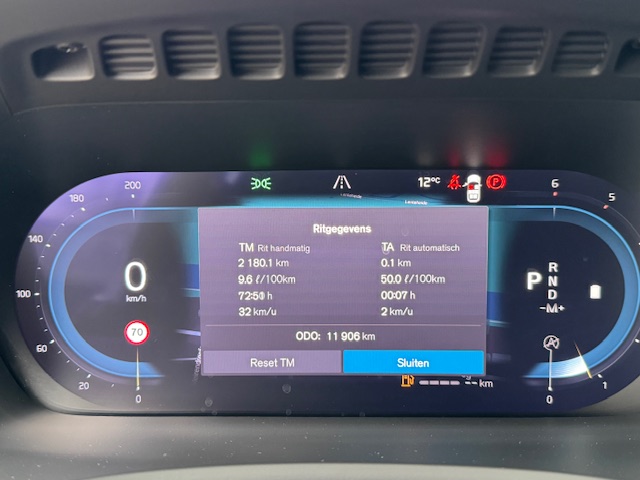 200
180
140
100
60
20
0
0
km/h
70
12°C
6
5
1
0
Ritgegevens
TM Rit handmatig
TA Rit automatisch
2 180.1 km
0.1 km
9.6 ℓ/100km
50.0 ℓ/100km
72:51 h
00:07 h
32 km/u
2 km/u
ODO: 11 906 km
Reset TM
Sluiten
P
R
N
D
-M+
-- km